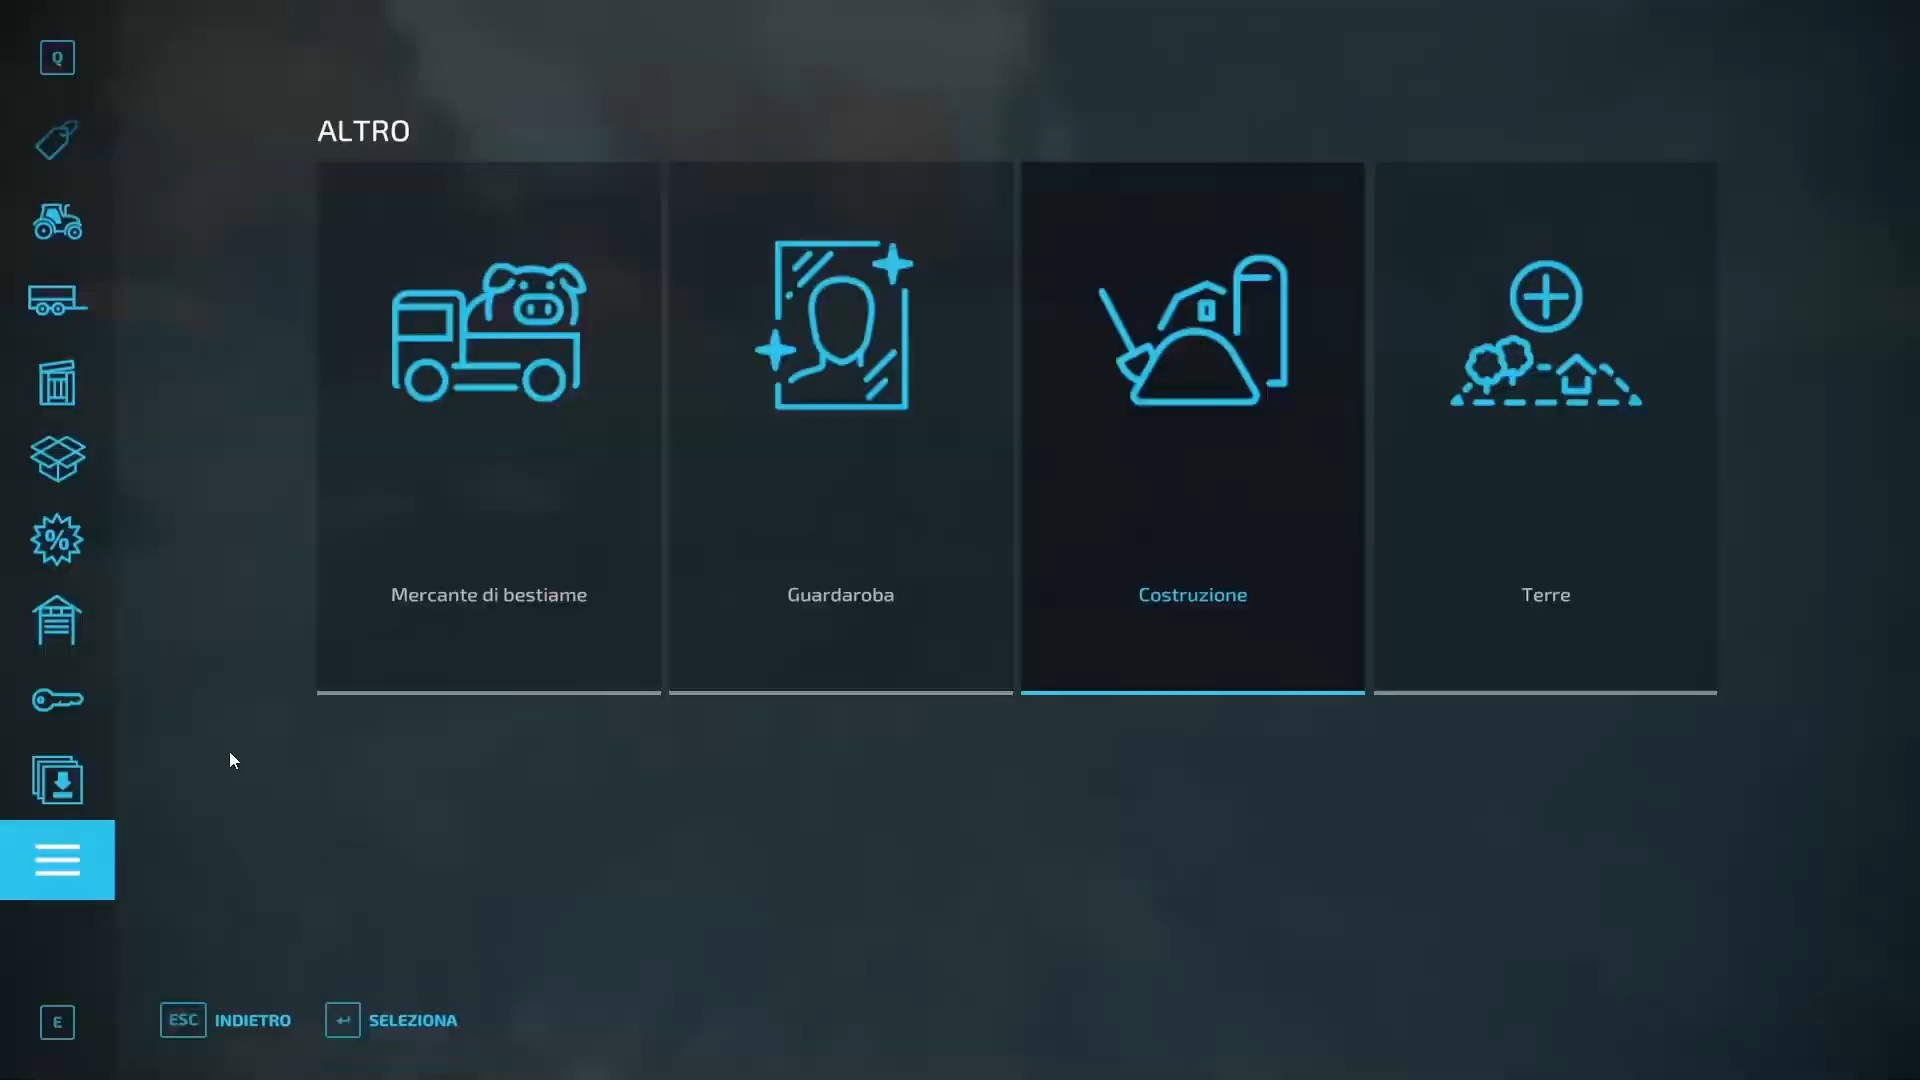 Q
ALTRO
%
Mercante di bestiame
Guardaroba
Costruzione
Terre
E
ESC INDIETRO
SELEZIONA